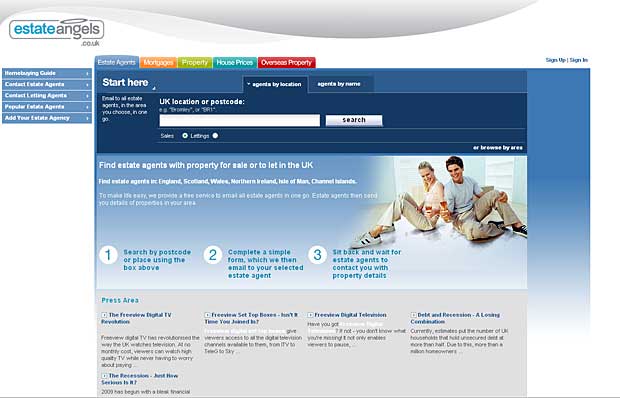 estateangels
.co.uk
Estate Agents
Mortgages
Property
House Prices
Overseas Property
Sign Up | Sign In
Homebuying Guide
Contact Estate Agents
Contact Letting Agents
Popular Estate Agents
Add Your Estate Agency
Start here
agents by location
agents by name
Email to all estate
agents, in the area
you choose, in one
go.
UK location or postcode:
e.g. "Bromley", or "BR1".
search
Sales
Lettings
or browse by area
Find estate agents with property for sale or to let in the UK
Find estate agents in: England, Scotland, Wales, Northern Ireland, Isle of Man, Channel Islands.
To make life easy, we provide a free service to email all estate agents in one go. Estate agents then send
you details of properties in your area.
1
Search by postcode
or place using the
box above
2
Complete a simple
form, which we then
email to your selected
estate agent
3
Sit back and wait for
estate agents to
contact you with
property details
Press Area
The Freeview Digital TV
Revolution
Freeview digital TV has revolutionised the
way the UK watches television. At no
monthly cost, viewers can watch high
quality TV while never having to worry
about paying ...
Freeview Set Top Boxes - Isn't It
Time You Joined In?
Freeview digital set top boxes give
viewers access to all the digital television
channels available to them, from ITV to
TeleG to Sky ...
Freeview Digital Television
Have you got Freeview Digital
Television? If not - you don't know what
you're missing! It not only enables
viewers to pause, ...
Debt and Recession - A Losing
Combination
Currently, estimates put the number of UK
households that hold unsecured debt at
more than half. Due to this, more than a
million homeowners ...
The Recession - Just How
Serious Is It?
2009 has begun with a bleak financial